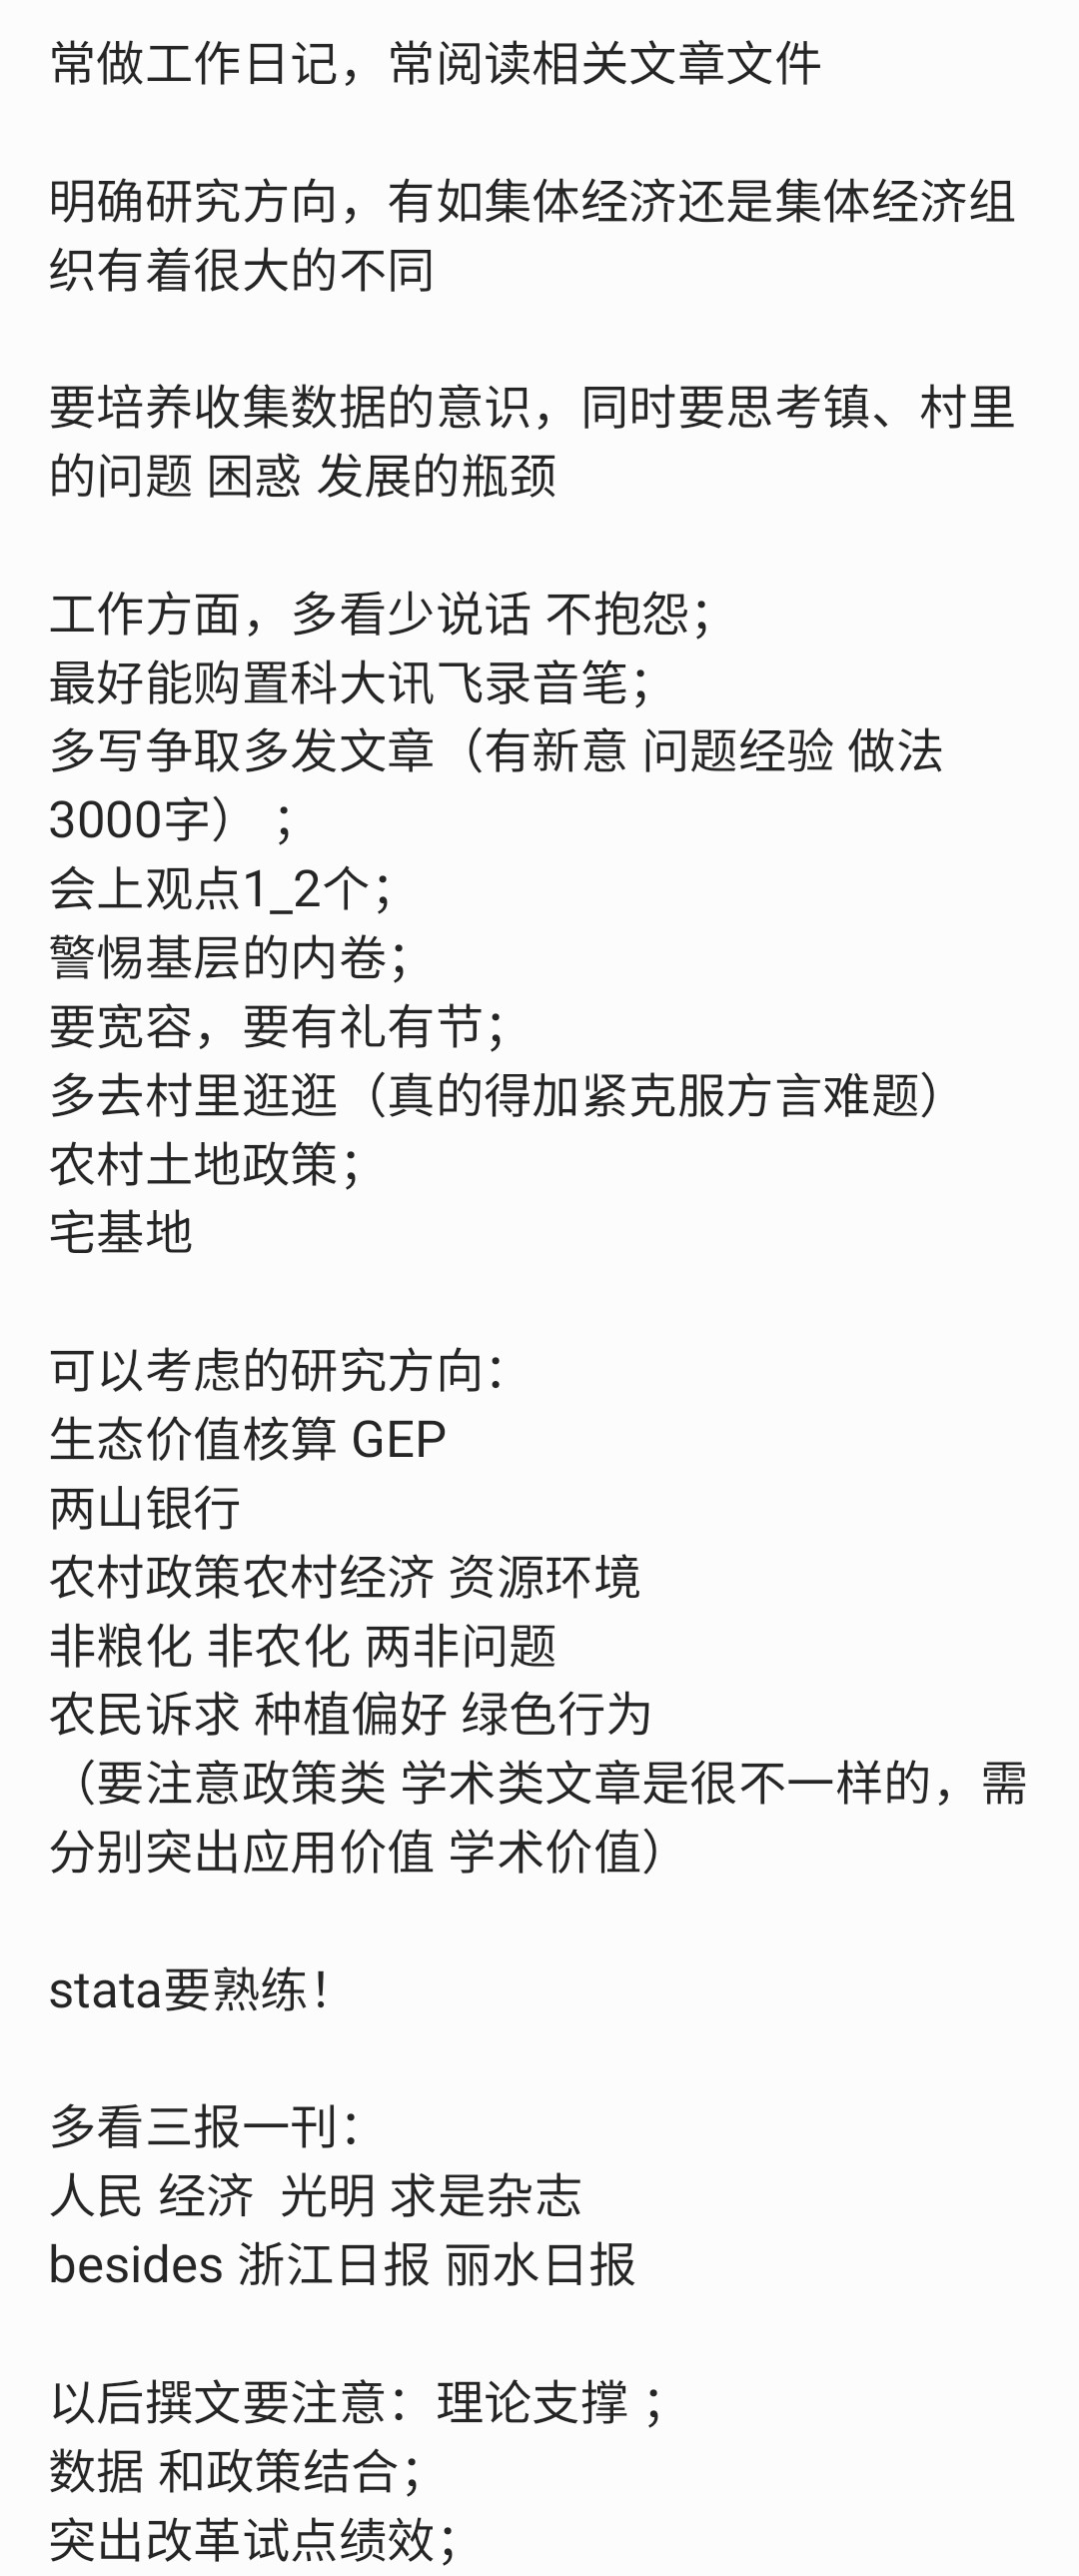 常做工作日记，常阅读相关文章文件
明确研究方向，有如集体经济还是集体经济组
织有着很大的不同
要培养收集数据的意识，同时要思考镇、村里
的问题 困惑 发展的瓶颈
工作方面，多看少说话 不抱怨；
最好能购置科大讯飞录音笔；
多写争取多发文章（有新意 问题经验 做法
3000字） ；
会上观点1_2个；
警惕基层的内卷；
要宽容，要有礼有节；
多去村里逛逛（真的得加紧克服方言难题）
农村土地政策；
宅基地
可以考虑的研究方向：
生态价值核算 GEP
两山银行
农村政策农村经济 资源环境
非粮化 非农化 两非问题
农民诉求 种植偏好 绿色行为
（要注意政策类 学术类文章是很不一样的，需
分别突出应用价值 学术价值）
stata要熟练！
多看三报一刊：
人民 经济  光明 求是杂志
besides 浙江日报 丽水日报
以后撰文要注意：理论支撑 ；
数据 和政策结合；
突出改革试点绩效；